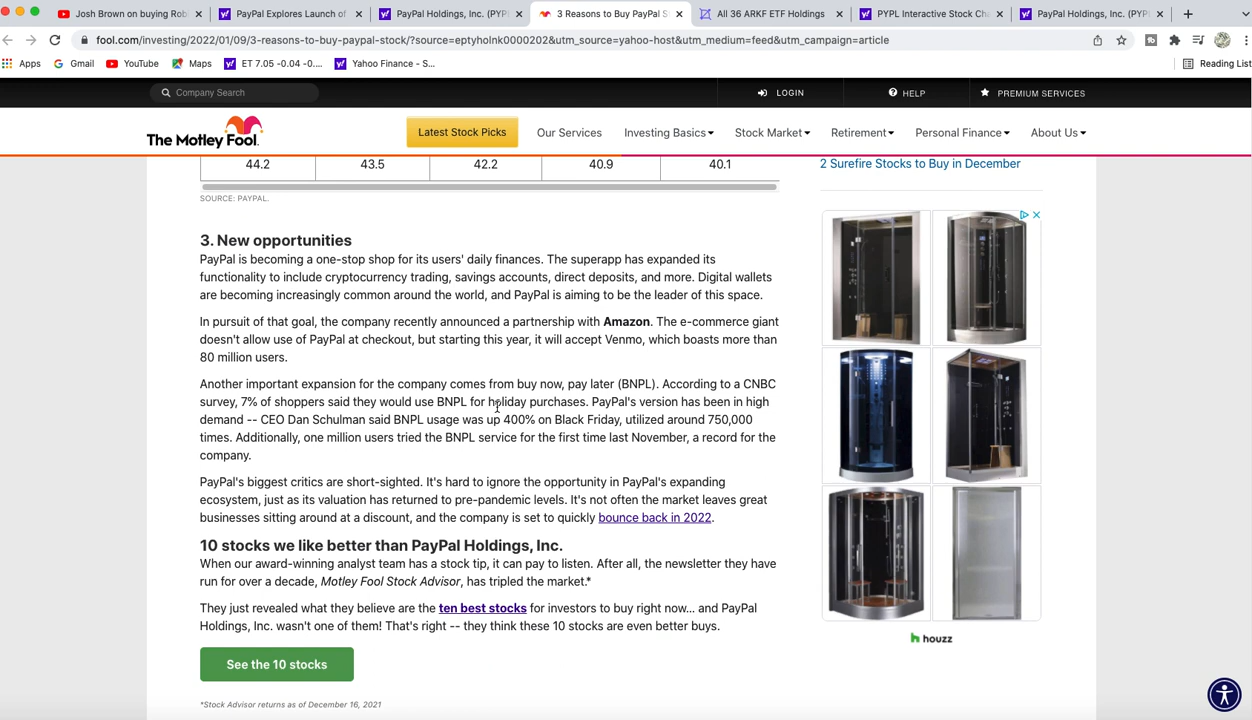 Josh Brown on buying Rob
PayPal Explores Launch of
PayPal Holdings, Inc. (PYP
3 Reasons to Buy PayPal S
All 36 ARKF ETF Holdings
PYPL Interactive Stock Cha
PayPal Holdings, Inc. (PYP
fool.com/investing/2022/01/09/3-reasons-to-buy-paypal-stock/?source=eptyholnk0000202&utm_source=yahoo-host&utm_medium=feed&utm_campaign=article
Apps
Gmail
YouTube
Maps
ET 7.05 -0.04 -0....
Yahoo Finance - S...
Reading List
Company Search
LOGIN
HELP
PREMIUM SERVICES
The Motley Fool.
Latest Stock Picks
Our Services
Investing Basics
Stock Market
Retirement
Personal Finance
About Us
44.2 43.5 42.2 40.9 40.1
SOURCE: PAYPAL.
3. New opportunities
PayPal is becoming a one-stop shop for its users' daily finances. The superapp has expanded its
functionality to include cryptocurrency trading, savings accounts, direct deposits, and more. Digital wallets
are becoming increasingly common around the world, and PayPal is aiming to be the leader of this space.
In pursuit of that goal, the company recently announced a partnership with Amazon. The e-commerce giant
doesn't allow use of PayPal at checkout, but starting this year, it will accept Venmo, which boasts more than
80 million users.
Another important expansion for the company comes from buy now, pay later (BNPL). According to a CNBC
survey, 7% of shoppers said they would use BNPL for holiday purchases. PayPal's version has been in high
demand -- CEO Dan Schulman said BNPL usage was up 400% on Black Friday, utilized around 750,000
times. Additionally, one million users tried the BNPL service for the first time last November, a record for the
company.
PayPal's biggest critics are short-sighted. It's hard to ignore the opportunity in PayPal's expanding
ecosystem, just as its valuation has returned to pre-pandemic levels. It's not often the market leaves great
businesses sitting around at a discount, and the company is set to quickly bounce back in 2022.
10 stocks we like better than PayPal Holdings, Inc.
When our award-winning analyst team has a stock tip, it can pay to listen. After all, the newsletter they have
run for over a decade, Motley Fool Stock Advisor, has tripled the market.*
They just revealed what they believe are the ten best stocks for investors to buy right now... and PayPal
Holdings, Inc. wasn't one of them! That's right -- they think these 10 stocks are even better buys.
See the 10 stocks
*Stock Advisor returns as of December 16, 2021
2 Surefire Stocks to Buy in December
houzz